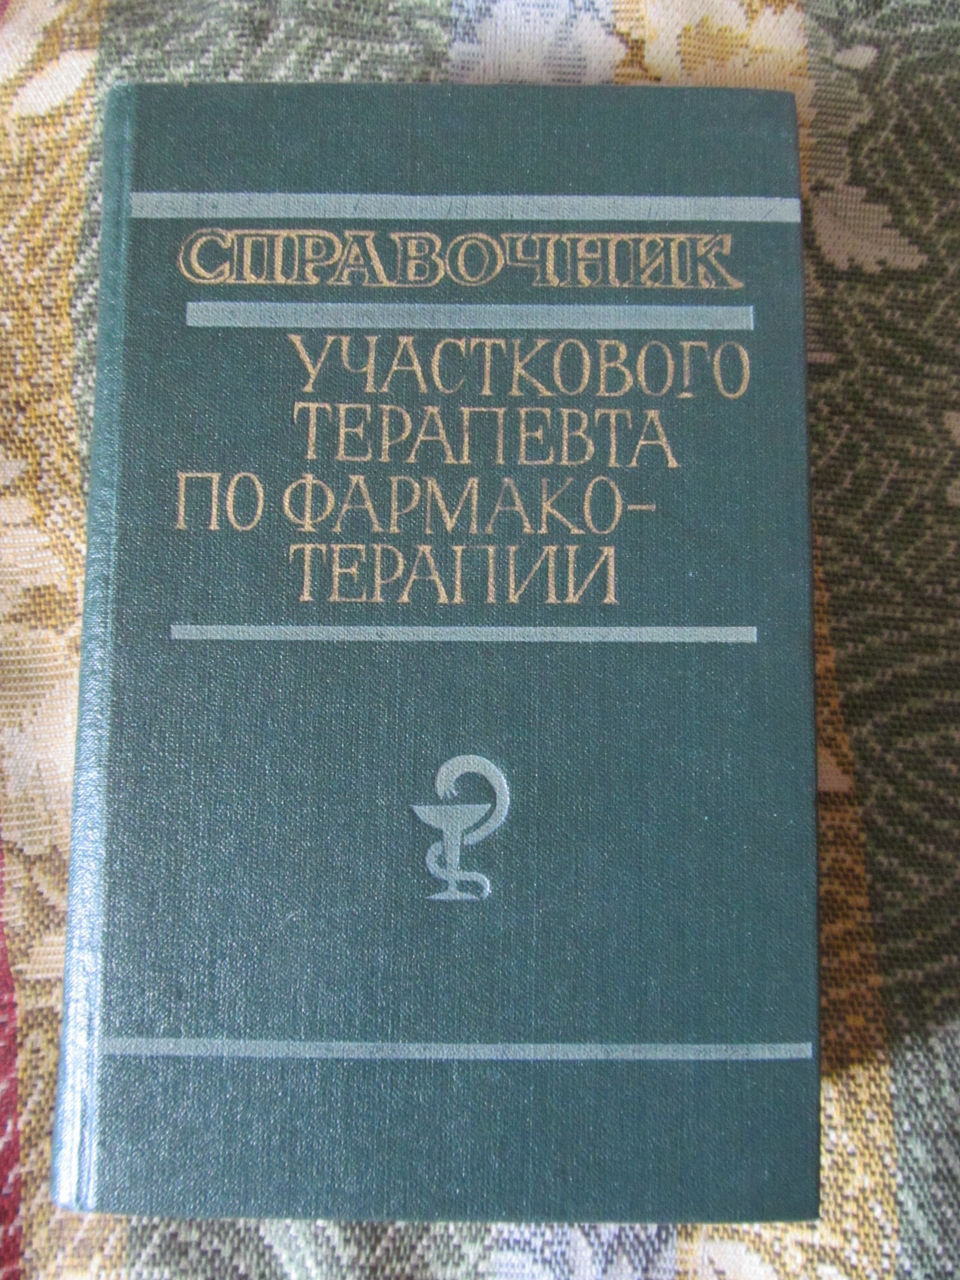 СПРАВОЧНИК
УЧАСТКОВОГО
ТЕРАПЕВТА
ПО ФАРМАКО-
ТЕРАПИИ